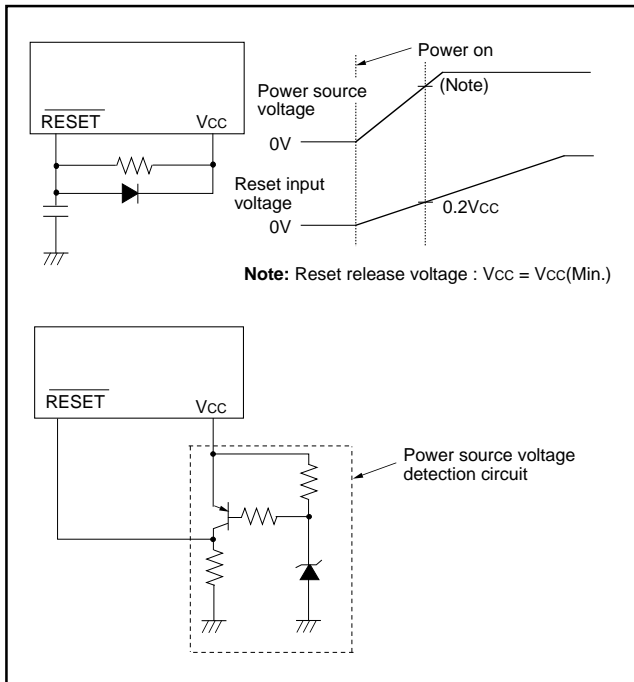 RESET
VCC
Power on
Power source
voltage
(Note)
0V
Reset input
voltage
0V
0.2VCC
Note: Reset release voltage : VCC = VCC(Min.)
RESET
VCC
Power source voltage
detection circuit